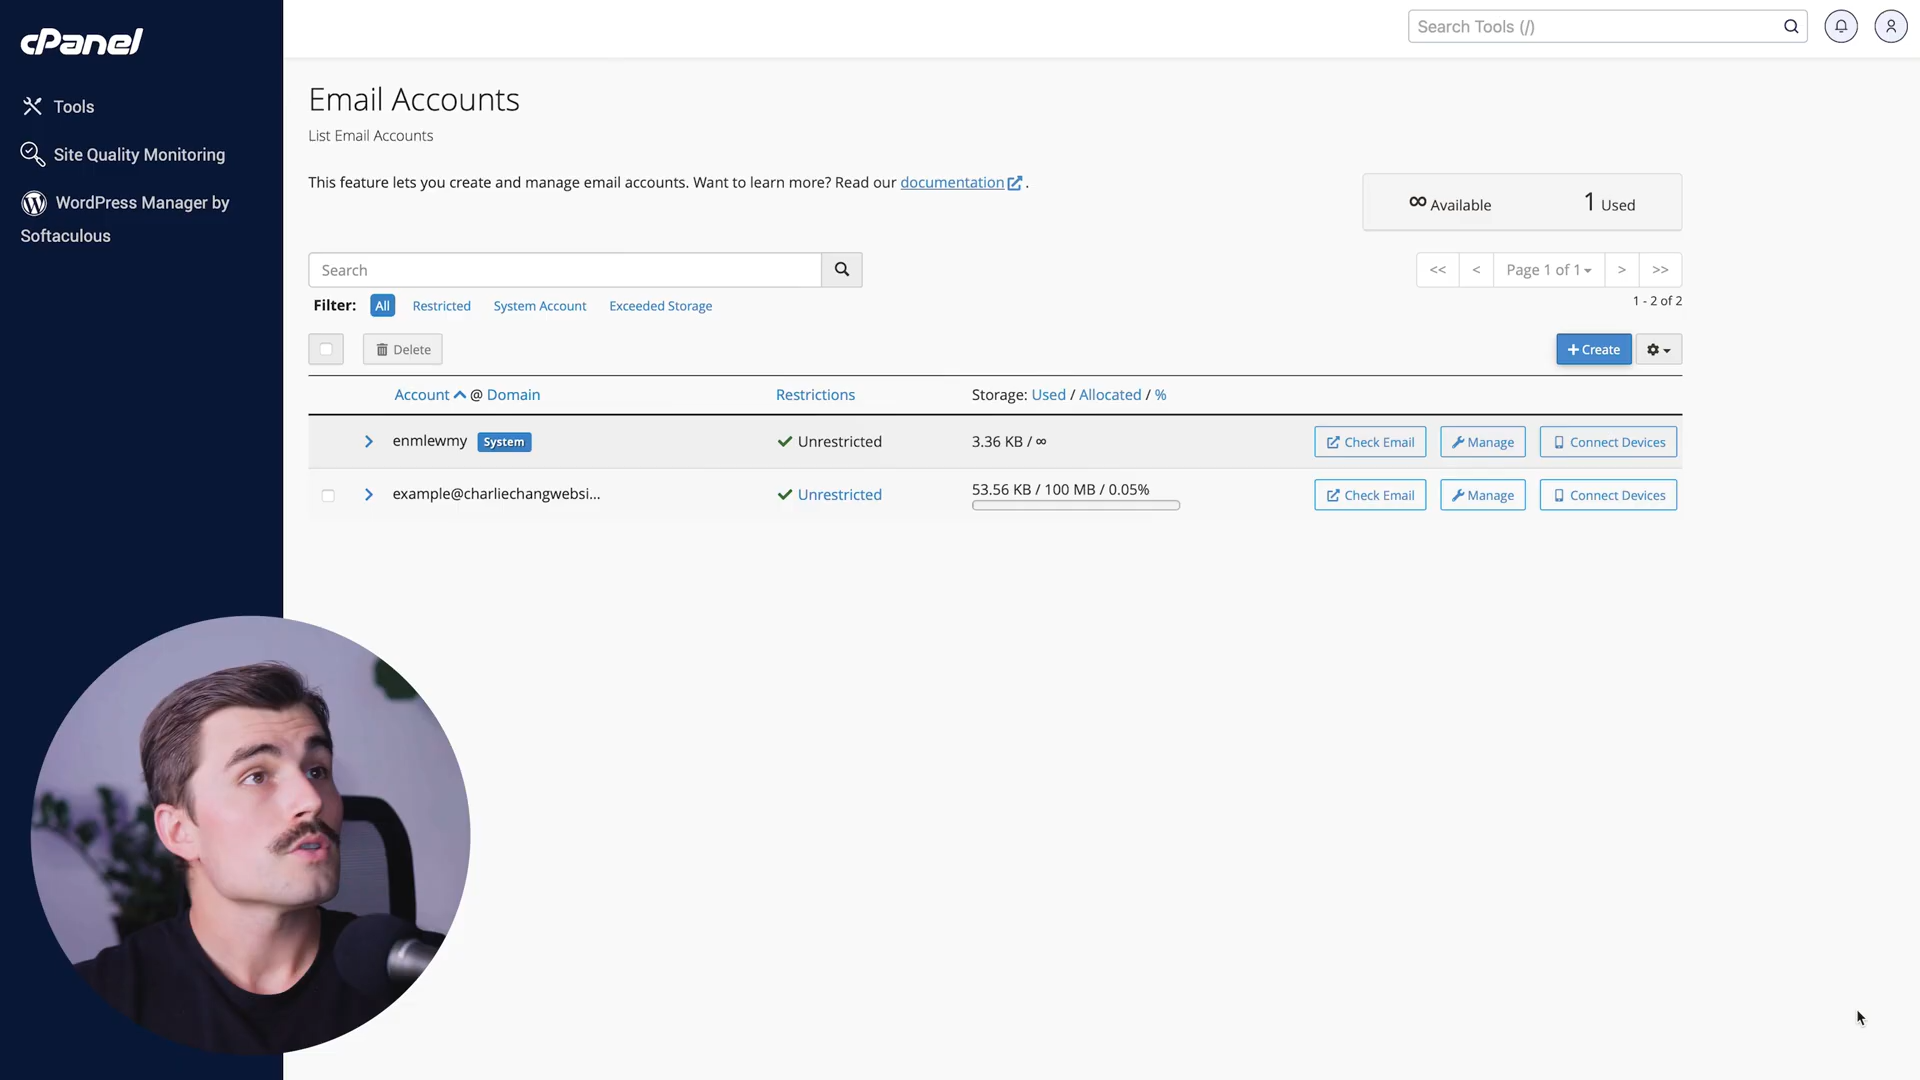 cPanel
Search Tools (/)
Tools
Site Quality Monitoring
WordPress Manager by
Softaculous
Email Accounts
List Email Accounts
This feature lets you create and manage email accounts. Want to learn more? Read our documentation .
∞ Available 1 Used
Search
<< < Page 1 of 1 > >>
1 - 2 of 2
Filter: All Restricted System Account Exceeded Storage
Delete
+ Create
Account @ Domain Restrictions Storage: Used / Allocated / %
enmlewmy System Unrestricted 3.36 KB / ∞ Check Email Manage Connect Devices
example@charliechangwebsi... Unrestricted 53.56 KB / 100 MB / 0.05% Check Email Manage Connect Devices